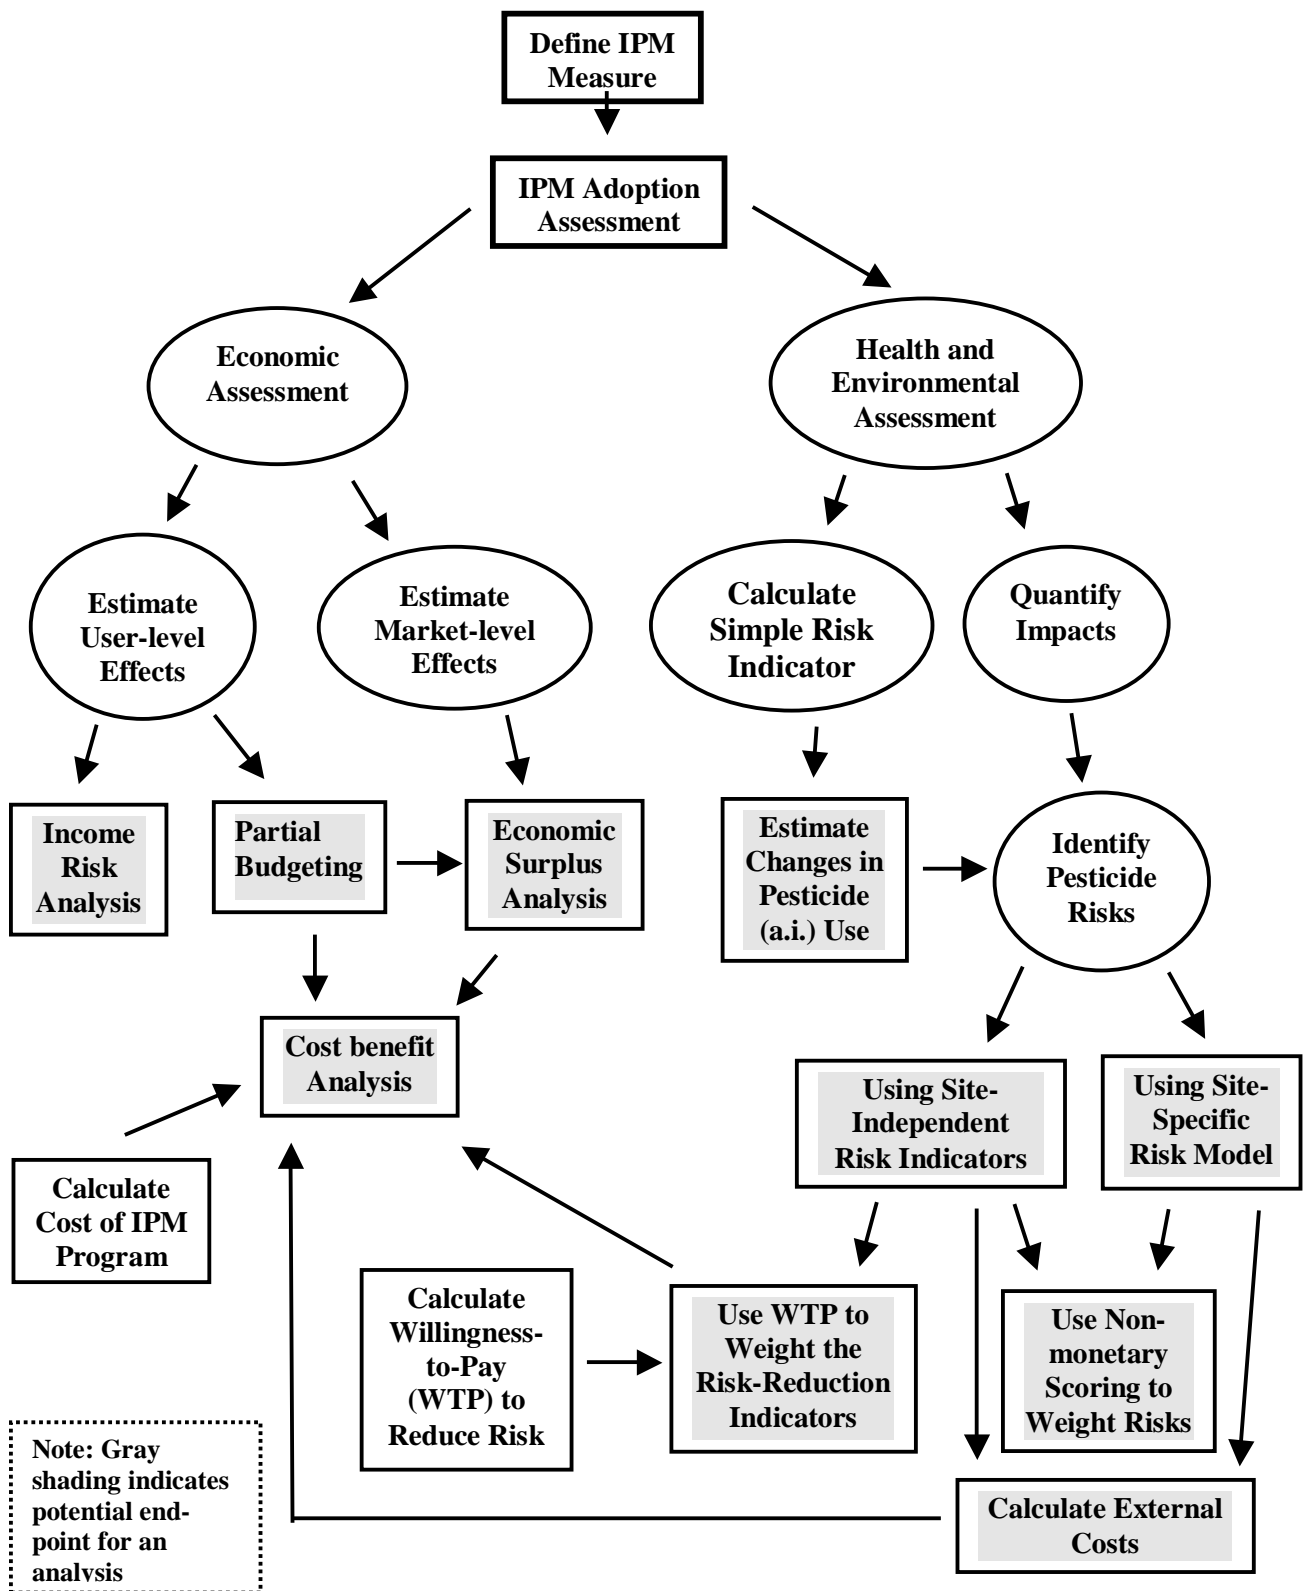 Define IPM
Measure
IPM Adoption
Assessment
Economic
Assessment
Health and
Environmental
Assessment
Estimate
User-level
Effects
Estimate
Market-level
Effects
Calculate
Simple Risk
Indicator
Quantify
Impacts
Income
Risk
Analysis
Partial
Budgeting
Economic
Surplus
Analysis
Estimate
Changes in
Pesticide
(a.i.) Use
Identify
Pesticide
Risks
Cost benefit
Analysis
Using Site-
Independent
Risk Indicators
Using Site-
Specific
Risk Model
Calculate
Cost of IPM
Program
Calculate
Willingness-
to-Pay
(WTP) to
Reduce Risk
Use WTP to
Weight the
Risk-Reduction
Indicators
Use Non-
monetary
Scoring to
Weight Risks
Note: Gray
shading indicates
potential end-
point for an
analysis
Calculate External
Costs